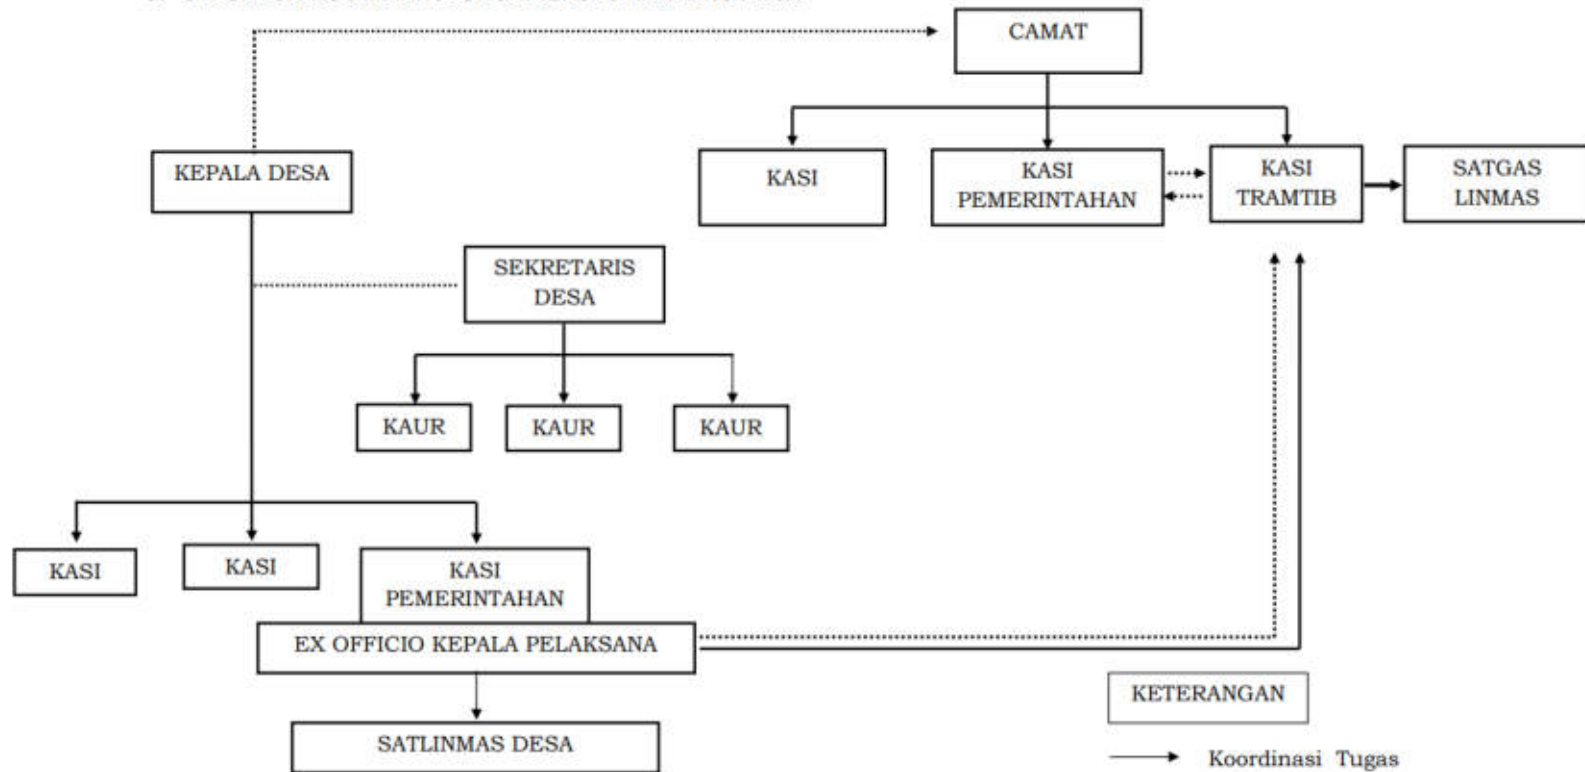 CAMAT
KEPALA DESA
KASI
KASI
PEMERINTAHAN
KASI
TRAMTIB
SATGAS
LINMAS
SEKRETARIS
DESA
KAUR
KAUR
KAUR
KASI
KASI
KASI
PEMERINTAHAN
EX OFFICIO KEPALA PELAKSANA
SATLINMAS DESA
KETERANGAN
Koordinasi Tugas